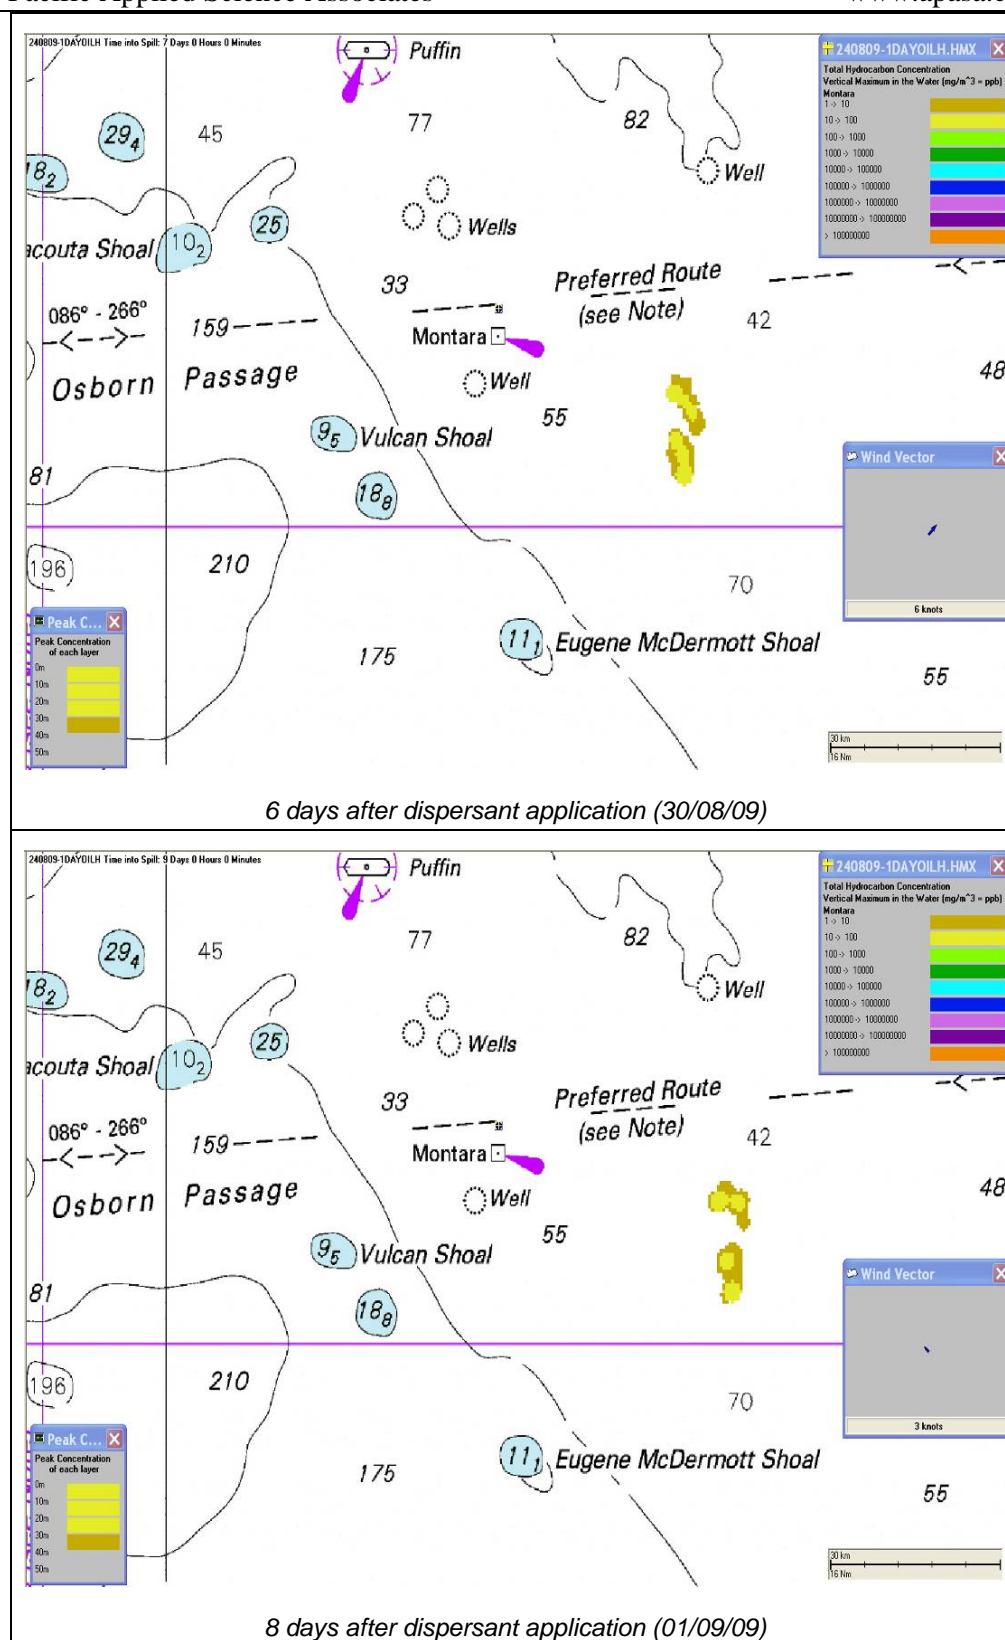 Pacific Applied Science Associates
240809-1DAYOILH Time into Spill: 7 Days 0 Hours 0 Minutes
Puffin
240809-1DAYOILH.HMX
Total Hydrocarbon Concentration
Vertical Maximum in the Water (mg/m^3 = ppb)
Montara
1 -> 10
10 -> 100
100 -> 1000
1000 -> 10000
10000 -> 100000
100000 -> 1000000
1000000 -> 10000000
10000000 -> 100000000
> 100000000
29₄
45
77
82
Well
18₂
25
Wells
acouta Shoal
10₂
33
Preferred Route
(see Note)
086° - 266°
159
Montara
42
48
Osborn Passage
Well
55
9₅
Vulcan Shoal
81
18₈
Wind Vector
6 knots
196
210
70
Peak C...
Peak Concentration
of each layer
0m
10m
20m
30m
40m
50m
175
11₁
Eugene McDermott Shoal
55
30 km
16 Nm
6 days after dispersant application (30/08/09)
240809-1DAYOILH Time into Spill: 9 Days 0 Hours 0 Minutes
Puffin
240809-1DAYOILH.HMX
Total Hydrocarbon Concentration
Vertical Maximum in the Water (mg/m^3 = ppb)
Montara
1 -> 10
10 -> 100
100 -> 1000
1000 -> 10000
10000 -> 100000
100000 -> 1000000
1000000 -> 10000000
10000000 -> 100000000
> 100000000
29₄
45
77
82
Well
18₂
25
Wells
acouta Shoal
10₂
33
Preferred Route
(see Note)
086° - 266°
159
Montara
42
48
Osborn Passage
Well
55
9₅
Vulcan Shoal
81
18₈
Wind Vector
3 knots
196
210
70
Peak C...
Peak Concentration
of each layer
0m
10m
20m
30m
40m
50m
175
11₁
Eugene McDermott Shoal
55
30 km
16 Nm
8 days after dispersant application (01/09/09)